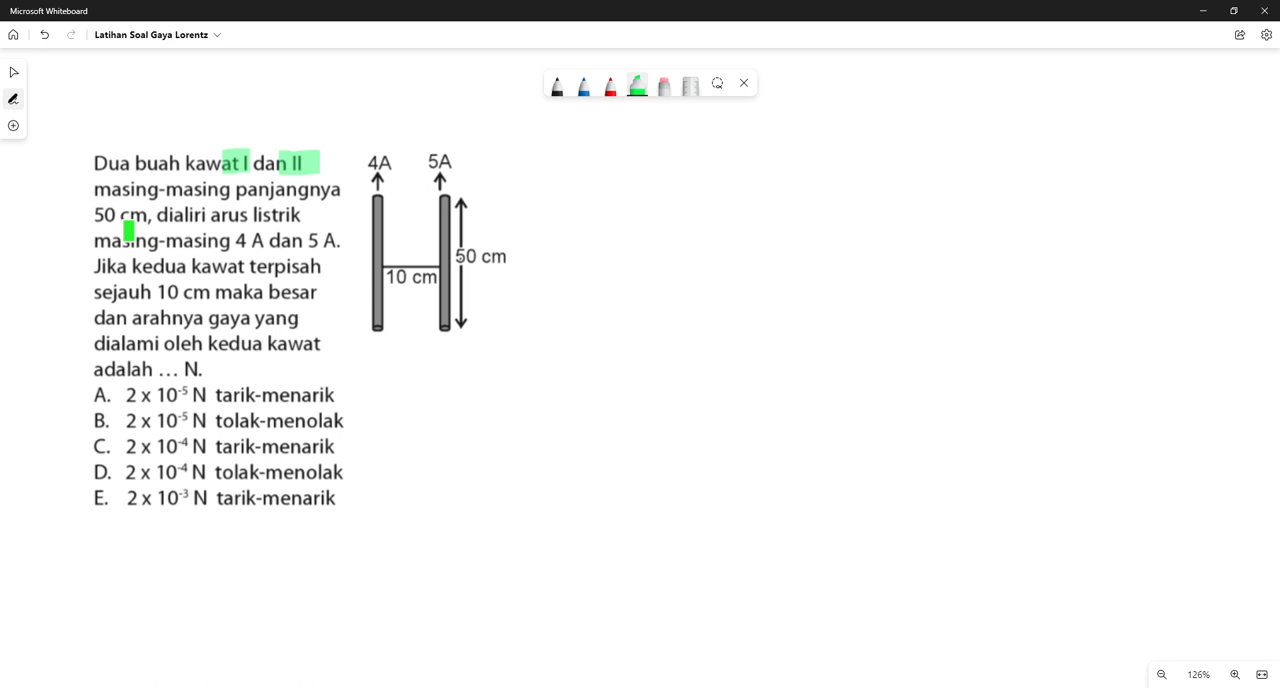 Microsoft Whiteboard
Latihan Soal Gaya Lorentz
Dua buah kawat I dan II
masing-masing panjangnya
50 cm, dialiri arus listrik
masing-masing 4 A dan 5 A.
Jika kedua kawat terpisah
sejauh 10 cm maka besar
dan arahnya gaya yang
dialami oleh kedua kawat
adalah ... N.
A. 2 x 10⁻⁵ N tarik-menarik
B. 2 x 10⁻⁵ N tolak-menolak
C. 2 x 10⁻⁴ N tarik-menarik
D. 2 x 10⁻⁴ N tolak-menolak
E. 2 x 10⁻³ N tarik-menarik
4A 5A
50 cm
10 cm
126%